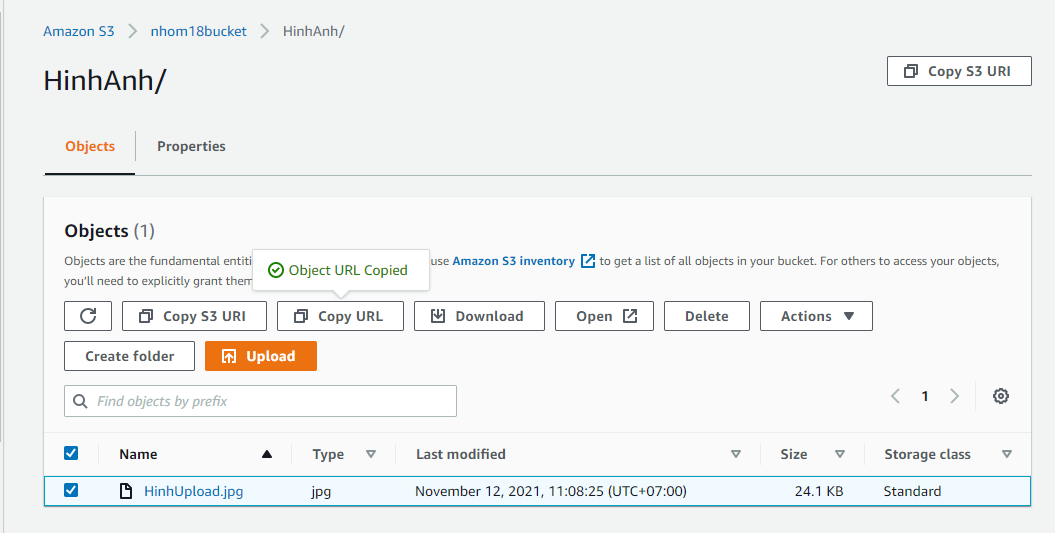 Amazon S3 > nhom18bucket > HinhAnh/
HinhAnh/
Copy S3 URI
Objects Properties
Objects (1)
Object URL Copied
Objects are the fundamental entiti use Amazon S3 inventory to get a list of all objects in your bucket. For others to access your objects,
you'll need to explicitly grant them
Copy S3 URI Copy URL Download Open Delete Actions
Create folder Upload
Find objects by prefix
1
Name Type Last modified Size Storage class
HinhUpload.jpg jpg November 12, 2021, 11:08:25 (UTC+07:00) 24.1 KB Standard